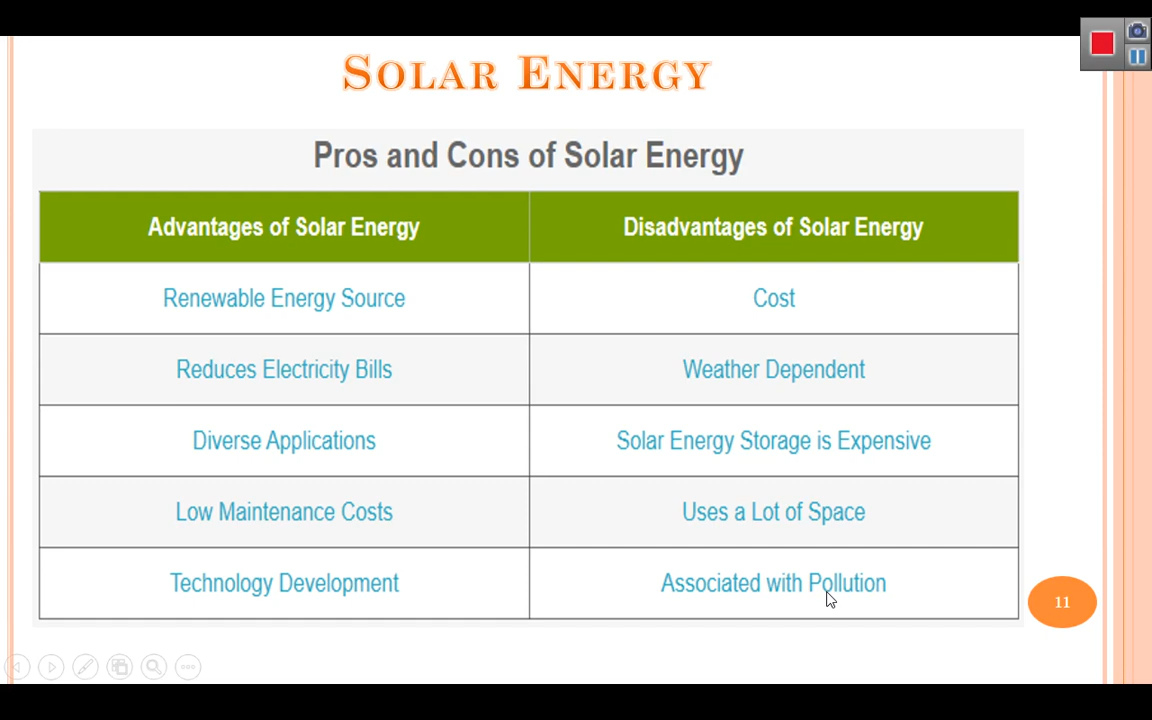 SOLAR ENERGY
Pros and Cons of Solar Energy
Advantages of Solar Energy
Disadvantages of Solar Energy
Renewable Energy Source
Cost
Reduces Electricity Bills
Weather Dependent
Diverse Applications
Solar Energy Storage is Expensive
Low Maintenance Costs
Uses a Lot of Space
Technology Development
Associated with Pollution
11